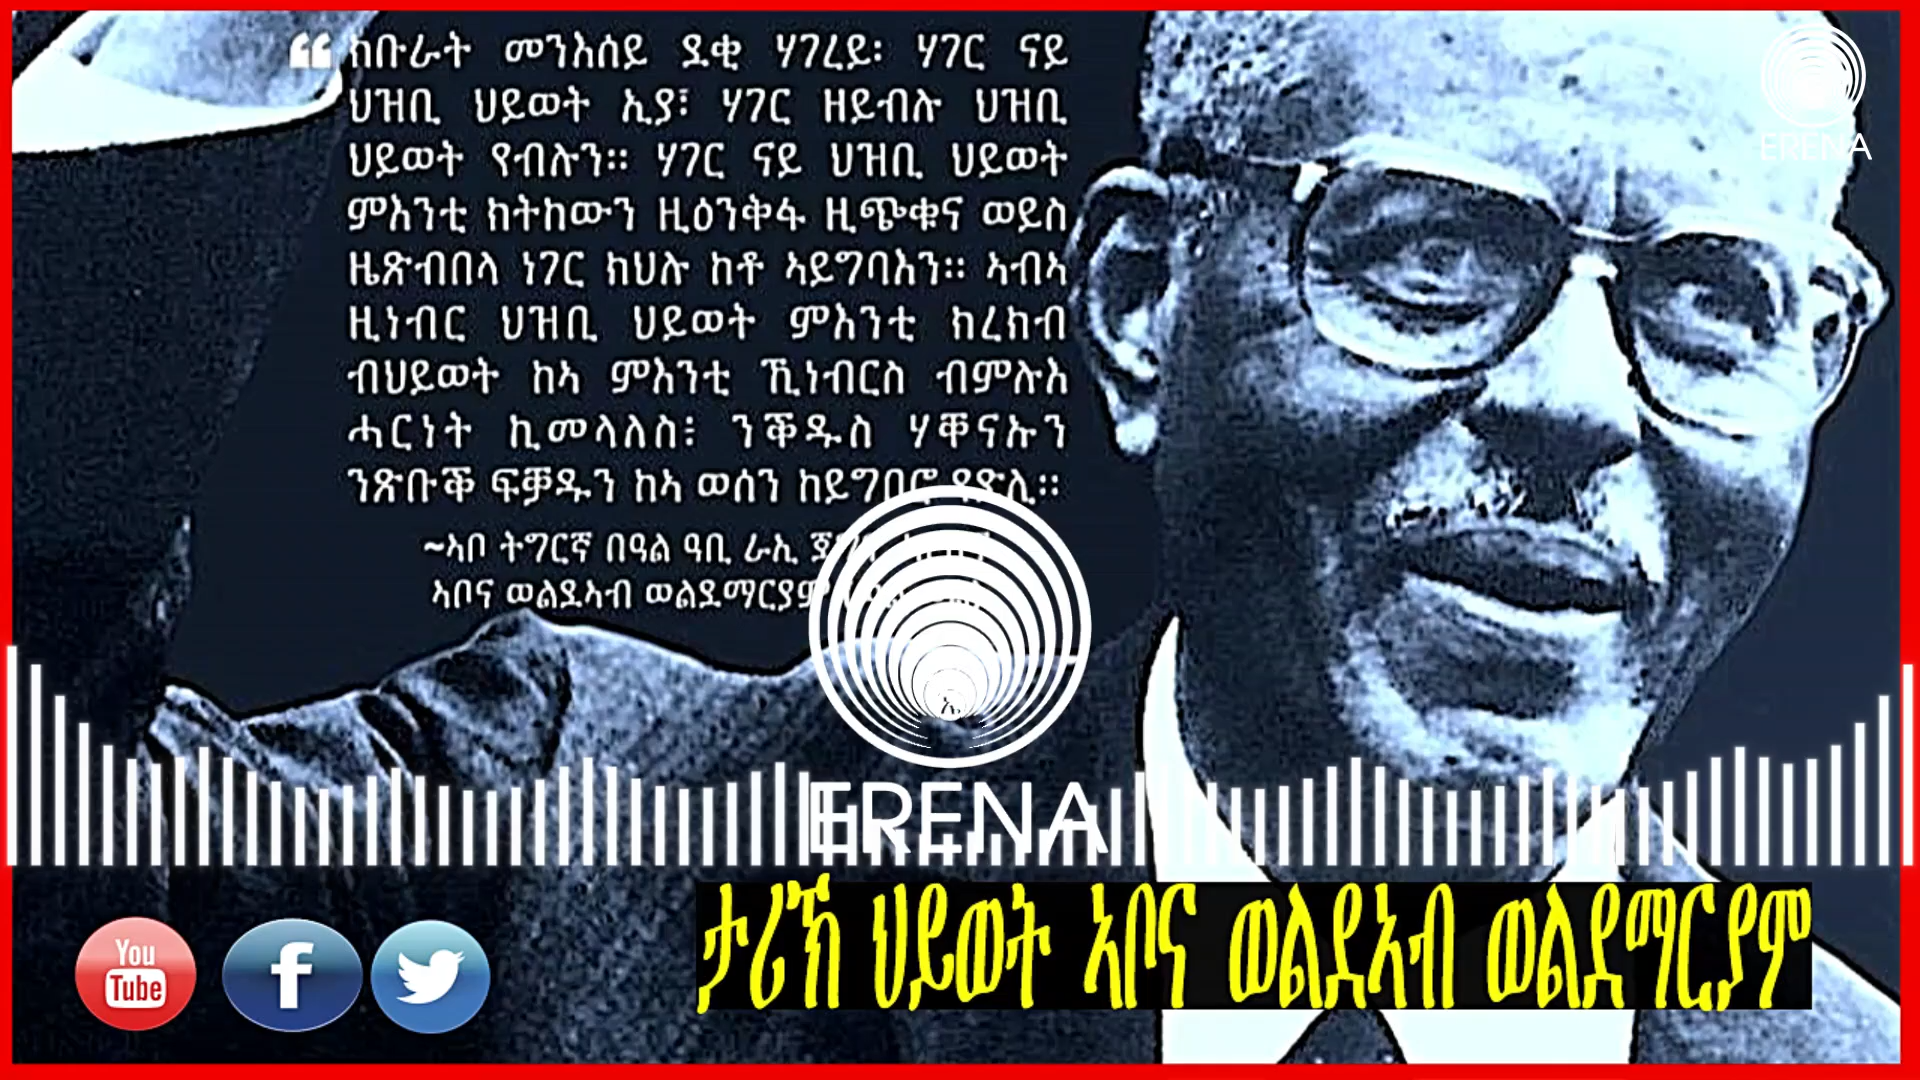 ክቡራት መንእሰይ ደቂ ሃገረይ፡ ሃገር ናይ
ህዝቢ ህይወት ኢያ፣ ሃገር ዘይብሉ ህዝቢ
ህይወት የብሉን። ሃገር ናይ ህዝቢ ህይወት
ምእንቲ ክትከውን ዚዕንቅፋ ዚጭቁና ወይስ
ዜጽብበላ ነገር ክህሉ ከቶ ኣይግባእን። ኣብኣ
ዚነብር ህዝቢ ህይወት ምእንቲ ክረክብ
ብህይወት ከኣ ምእንቲ ኺነብርስ ብምሉእ
ሓርነት ኪመላለስ፧ ንቕዱስ ሃቐናኡን
ንጽቡቕ ፍቓዱን ከኣ ወሰን ከይግበሮ የድሊ።
~ኣቦ ትግርኛ በዓል ዓቢ ራኢ
ኣቦና ወልደኣብ ወልደማርያም
ERENA
ERENA
You
Tube
f
ታሪኽ ህይወት ኣቦና ወልደኣብ ወልደማርያም